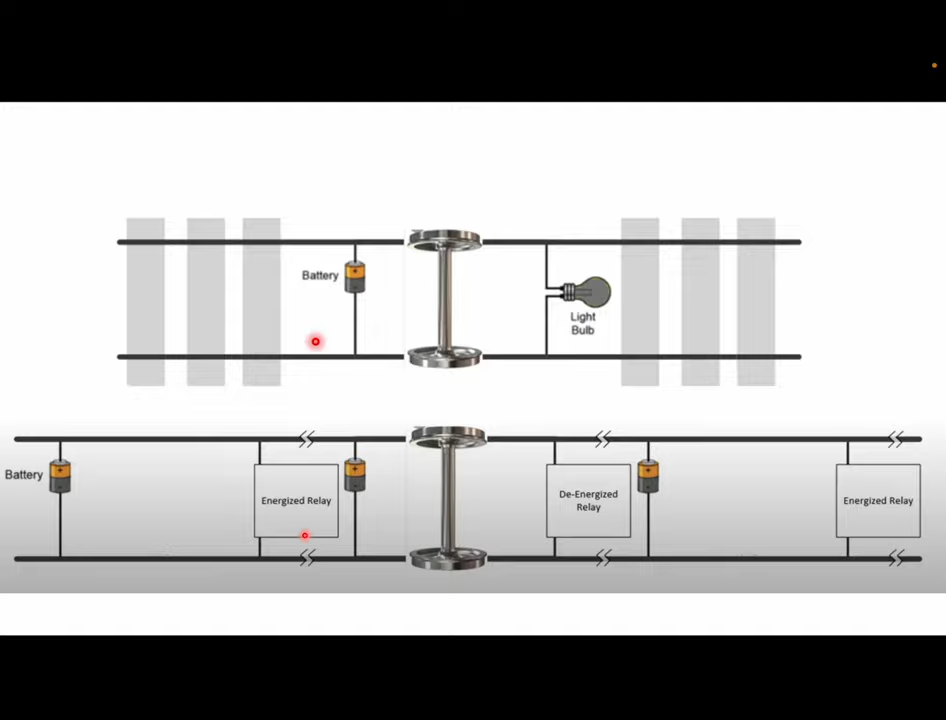 Battery
Light
Bulb
Battery
Energized Relay
De-Energized
Relay
Energized Relay